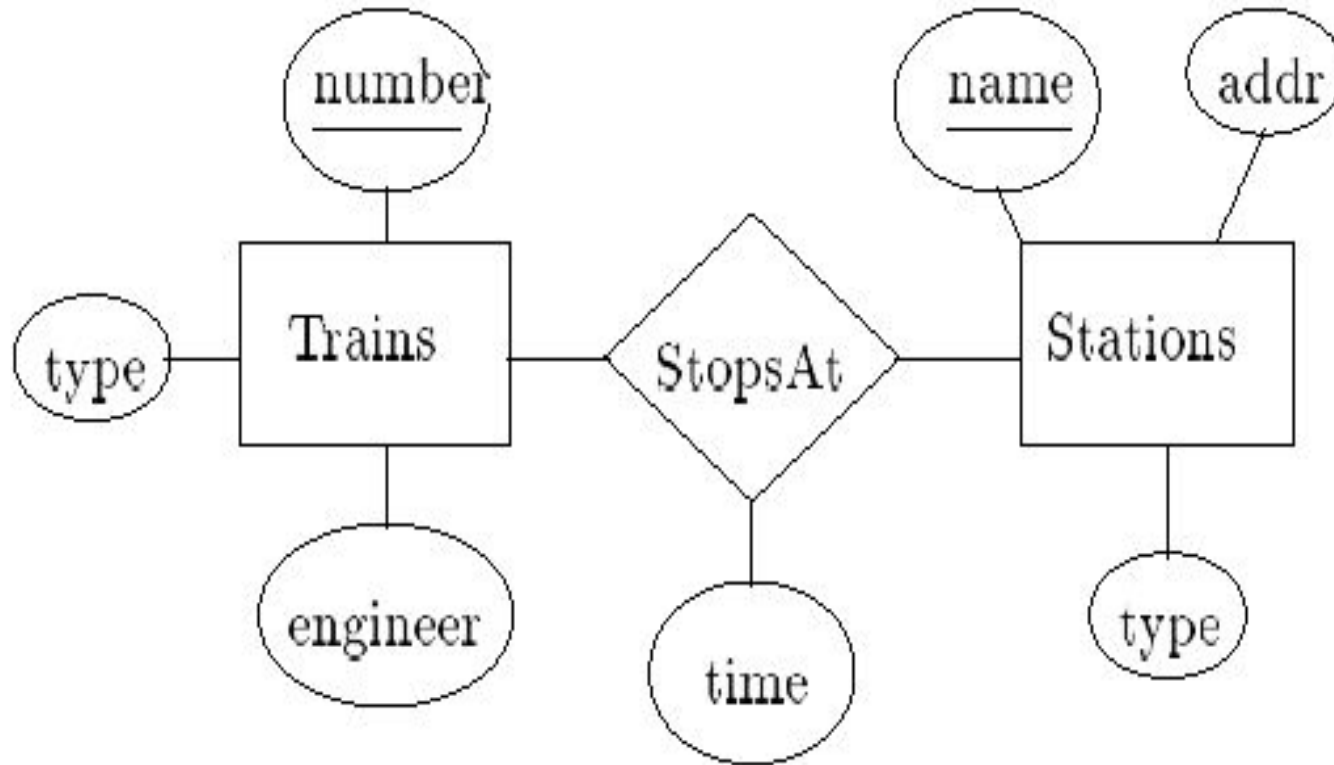 number
name
addr
type
Trains
StopsAt
Stations
engineer
time
type